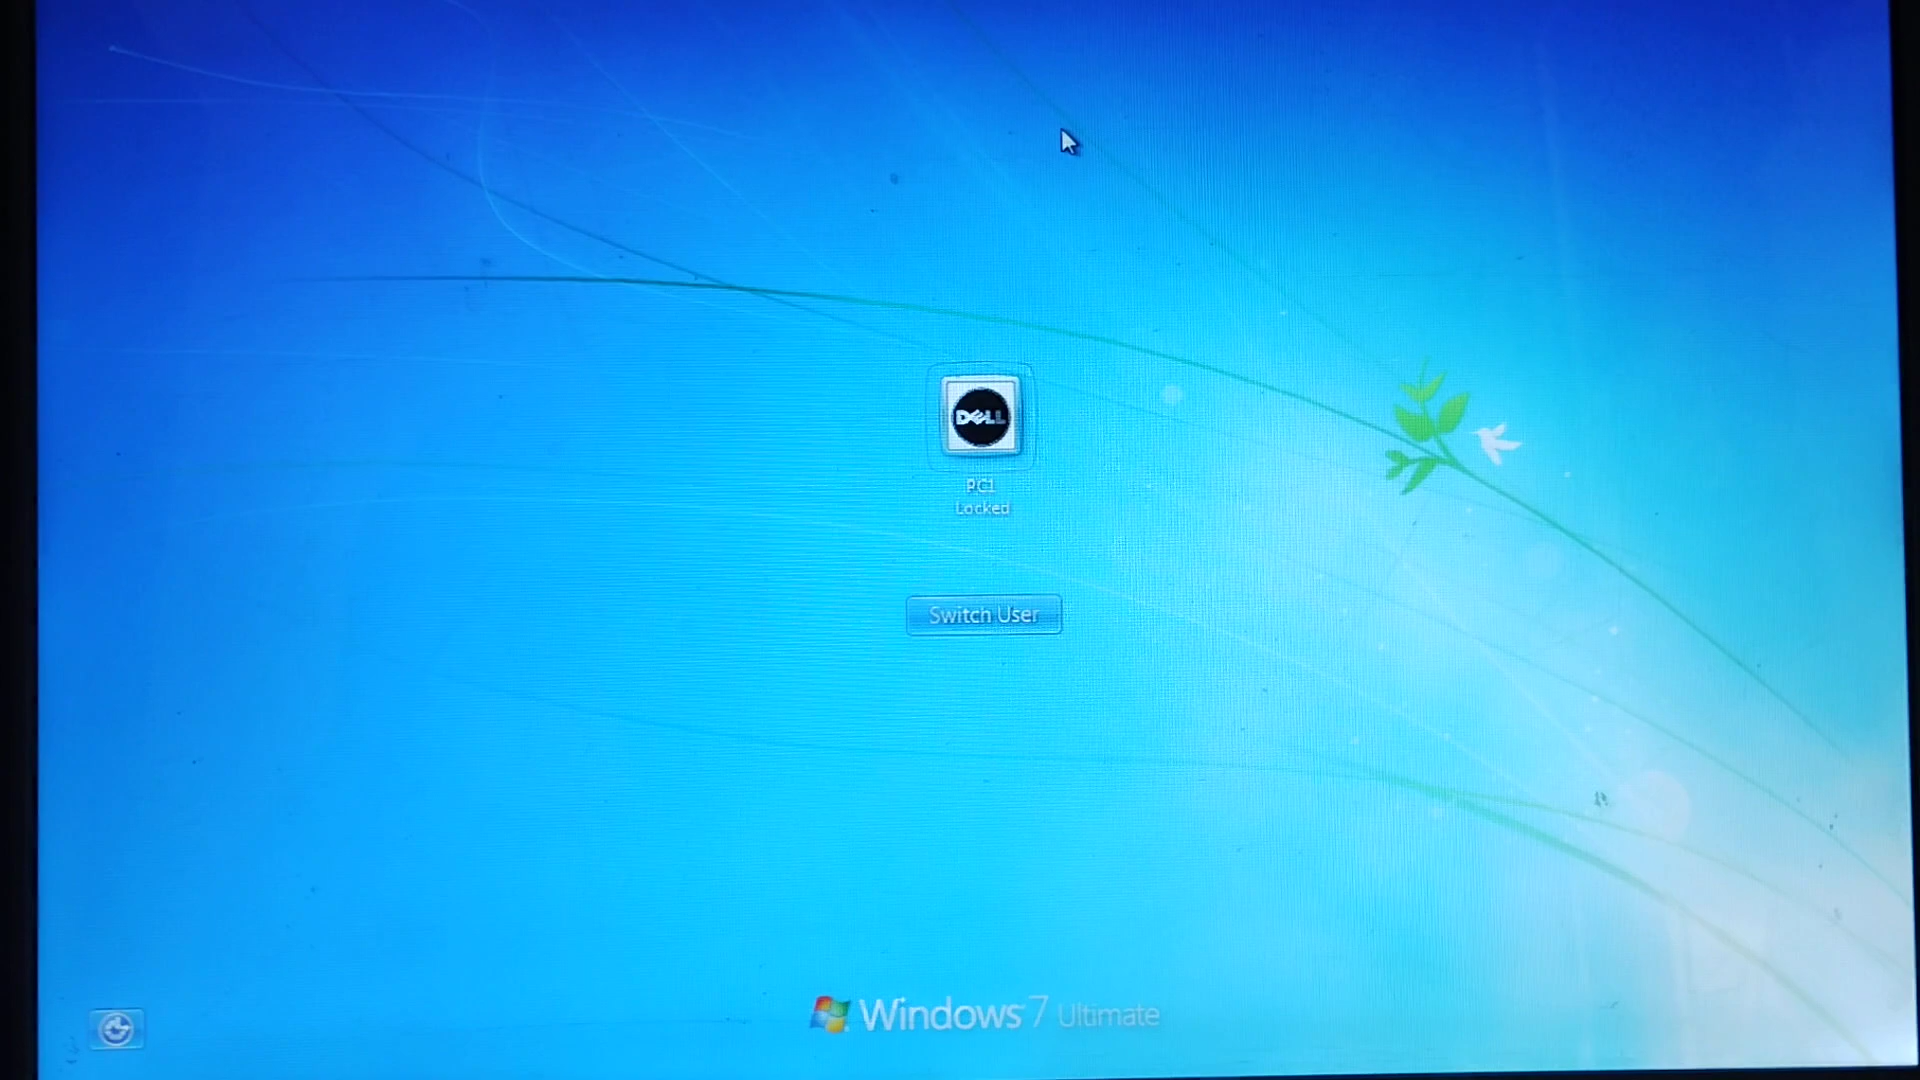 DELL
PC1
Locked
Switch User
Windows 7 Ultimate